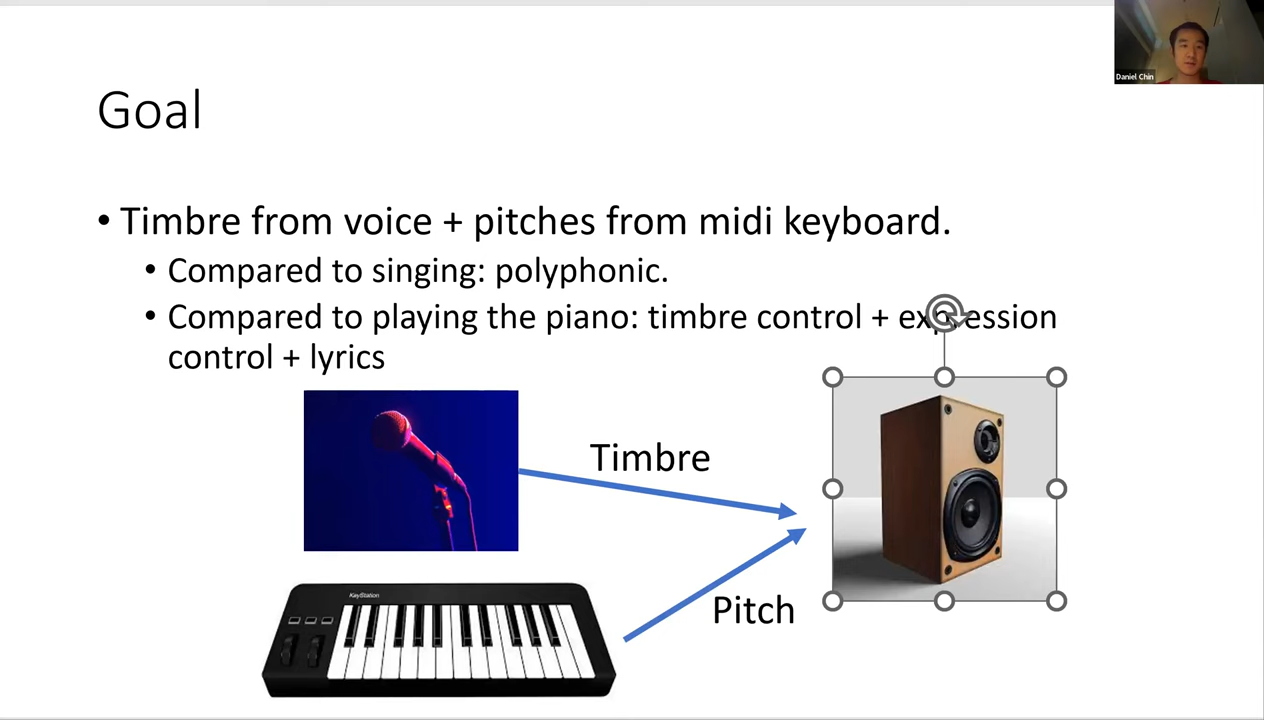 Daniel Chin
Goal
• Timbre from voice + pitches from midi keyboard.
• Compared to singing: polyphonic.
• Compared to playing the piano: timbre control + expression
control + lyrics
Timbre
KeyStation
Pitch